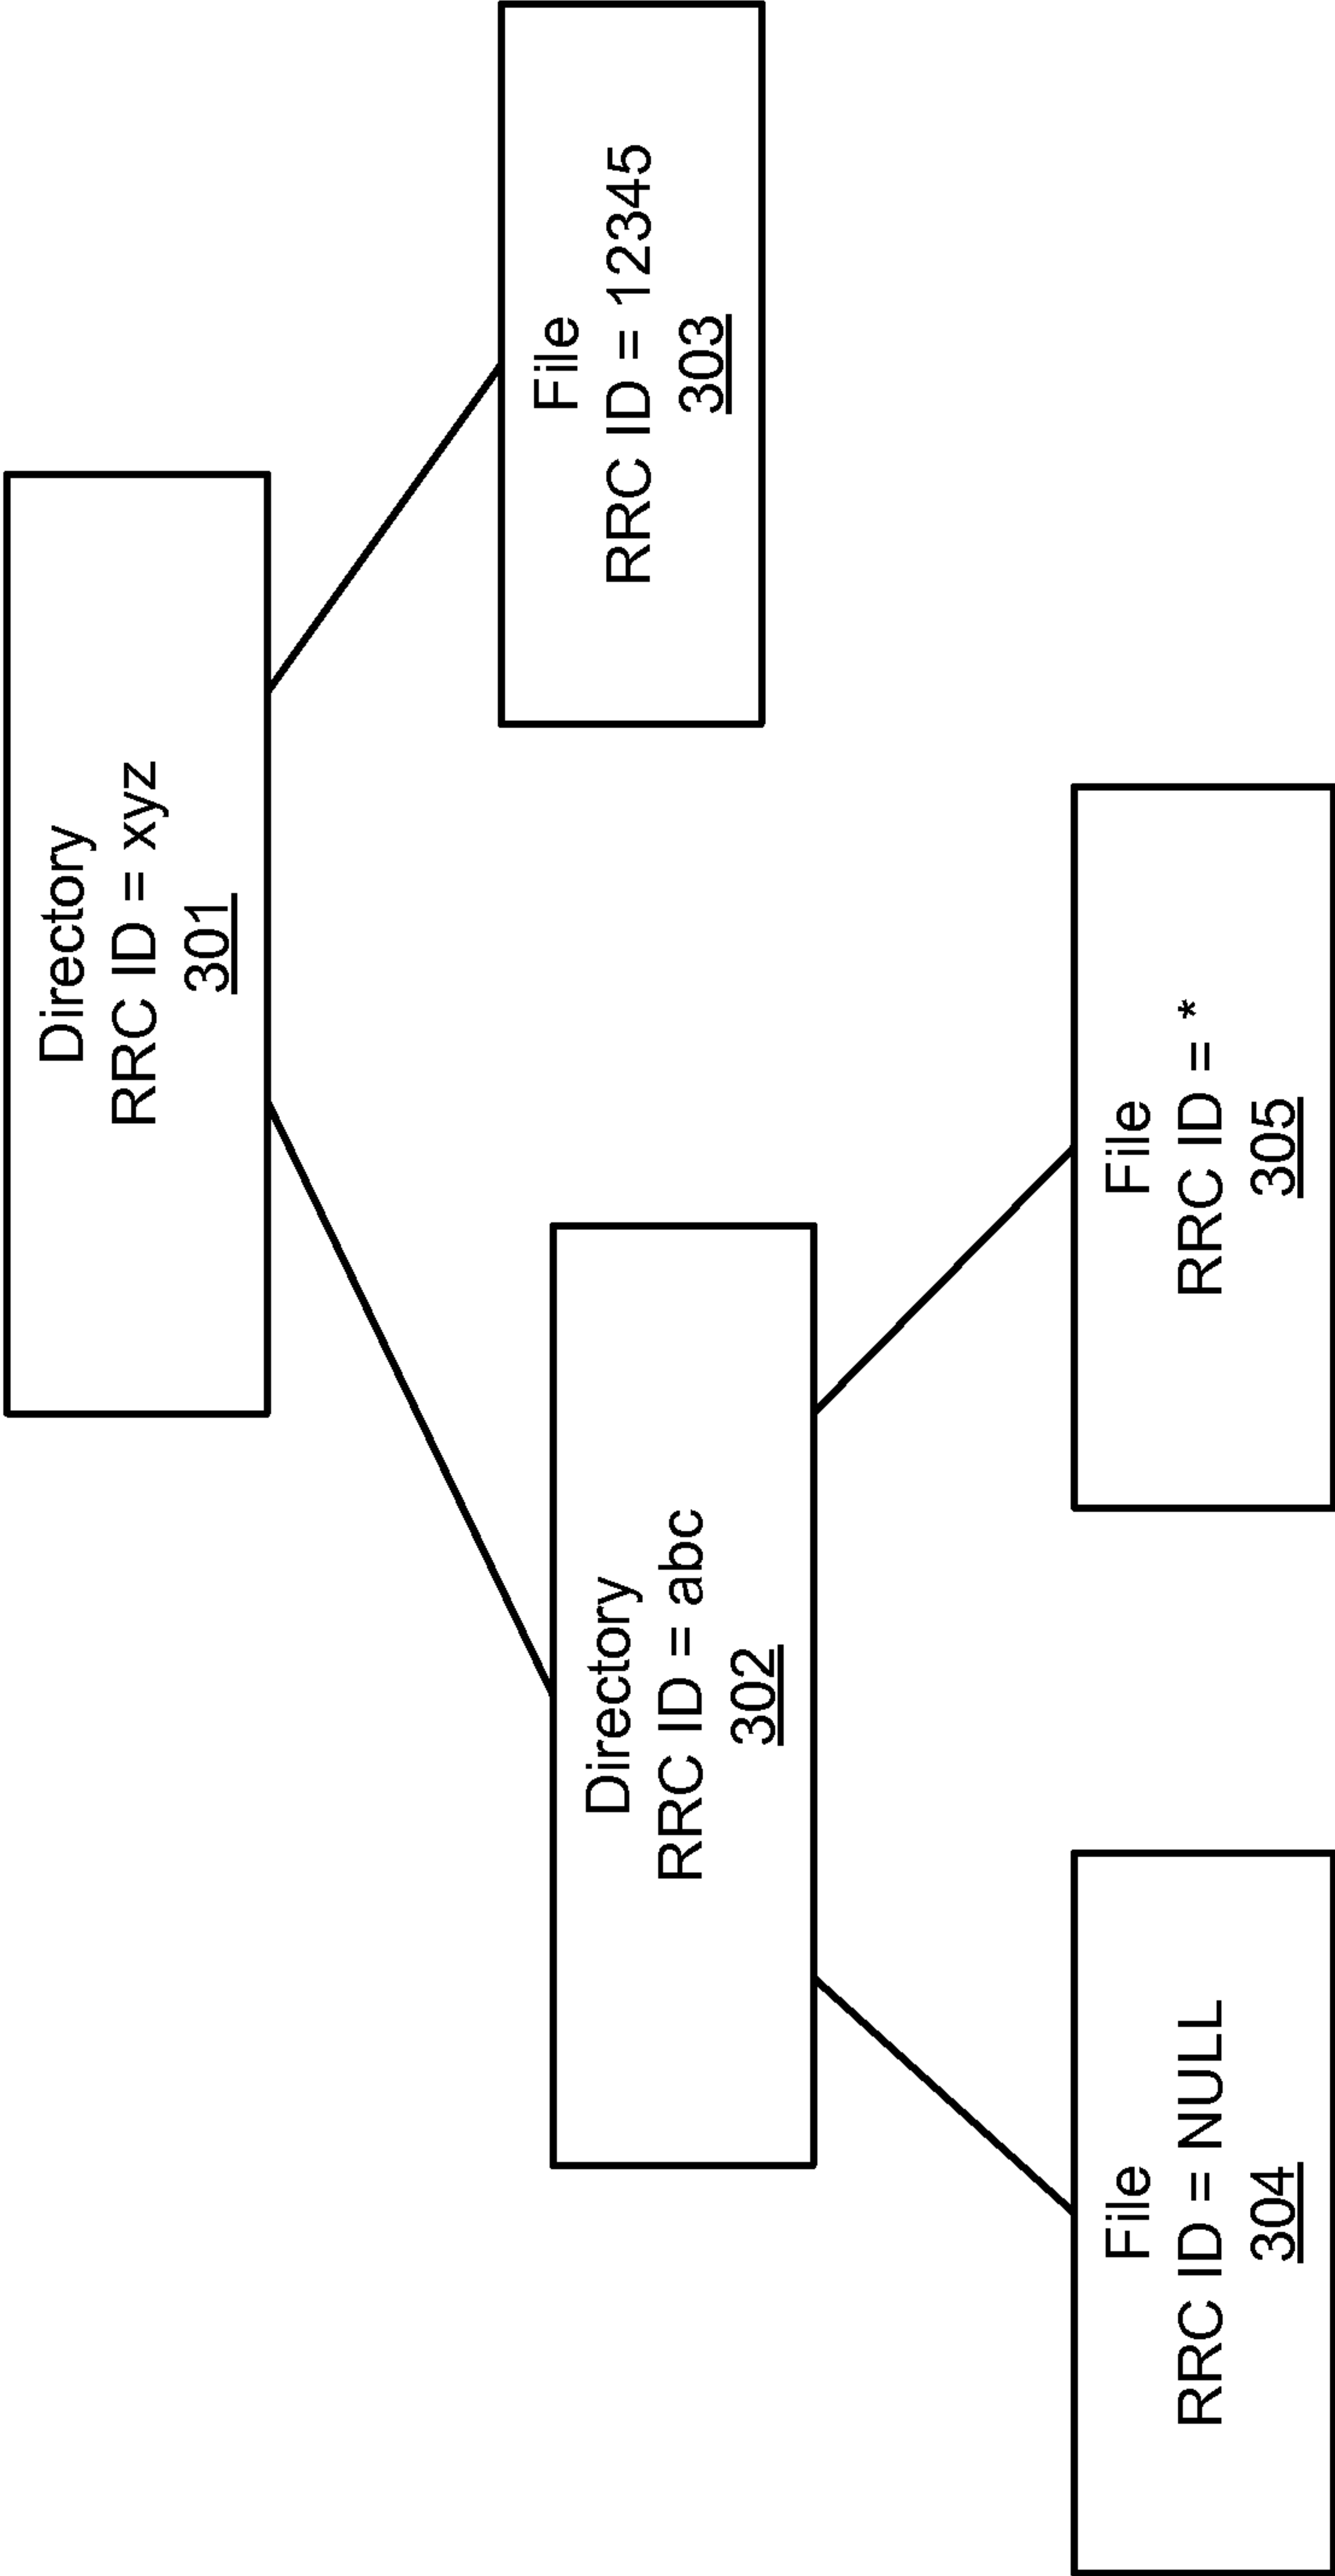 Directory
RRC ID = xyz
301
Directory
RRC ID = abc
302
File
RRC ID = 12345
303
File
RRC ID = NULL
304
File
RRC ID = *
305